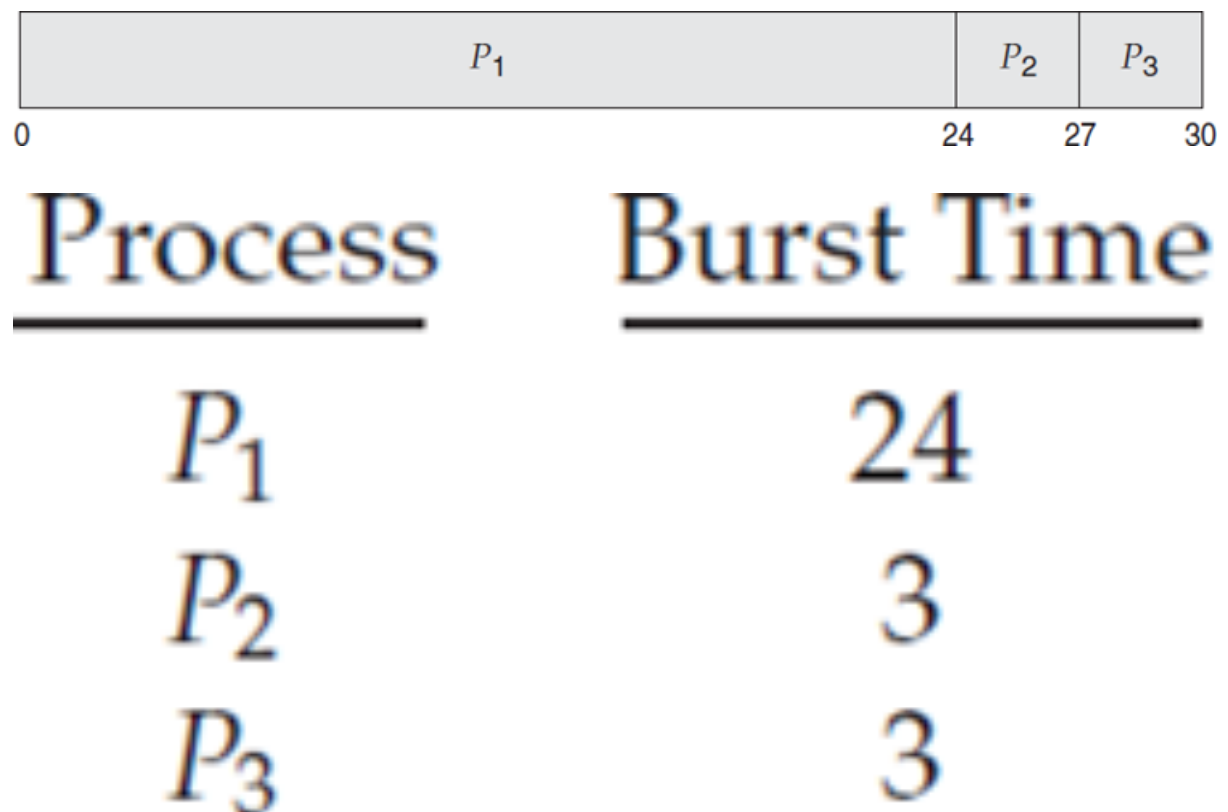 P1 P2 P3
0 24 27 30
Process Burst Time
P1 24
P2 3
P3 3